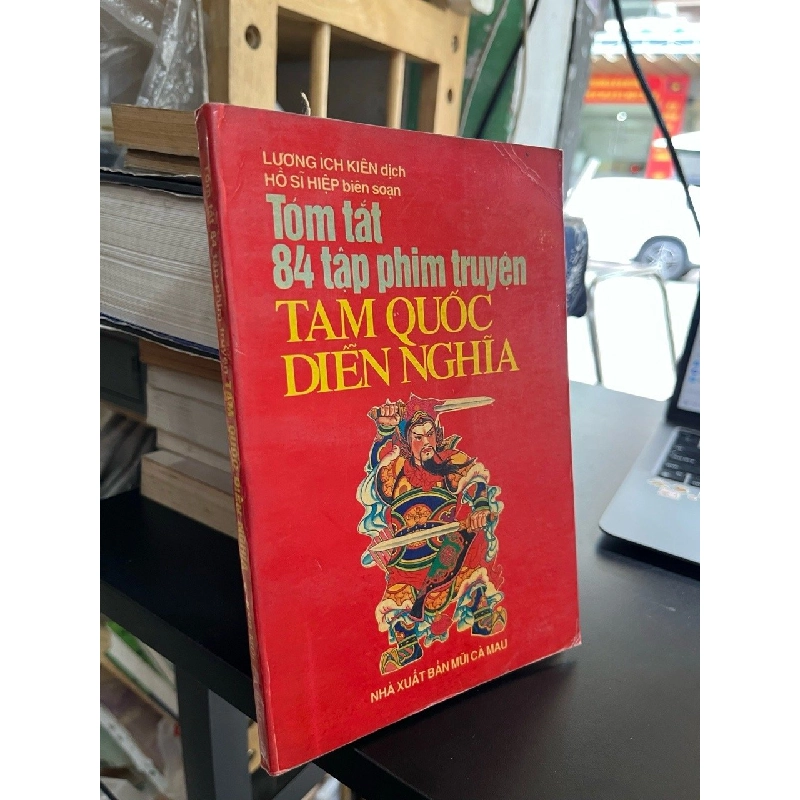 LƯƠNG ÍCH KIÊN dịch
HỒ SĨ HIỆP biên soạn
Tóm tắt
84 tập phim truyện
TAM QUỐC
DIỄN NGHĨA
NHÀ XUẤT BẢN MŨI CÀ MAU